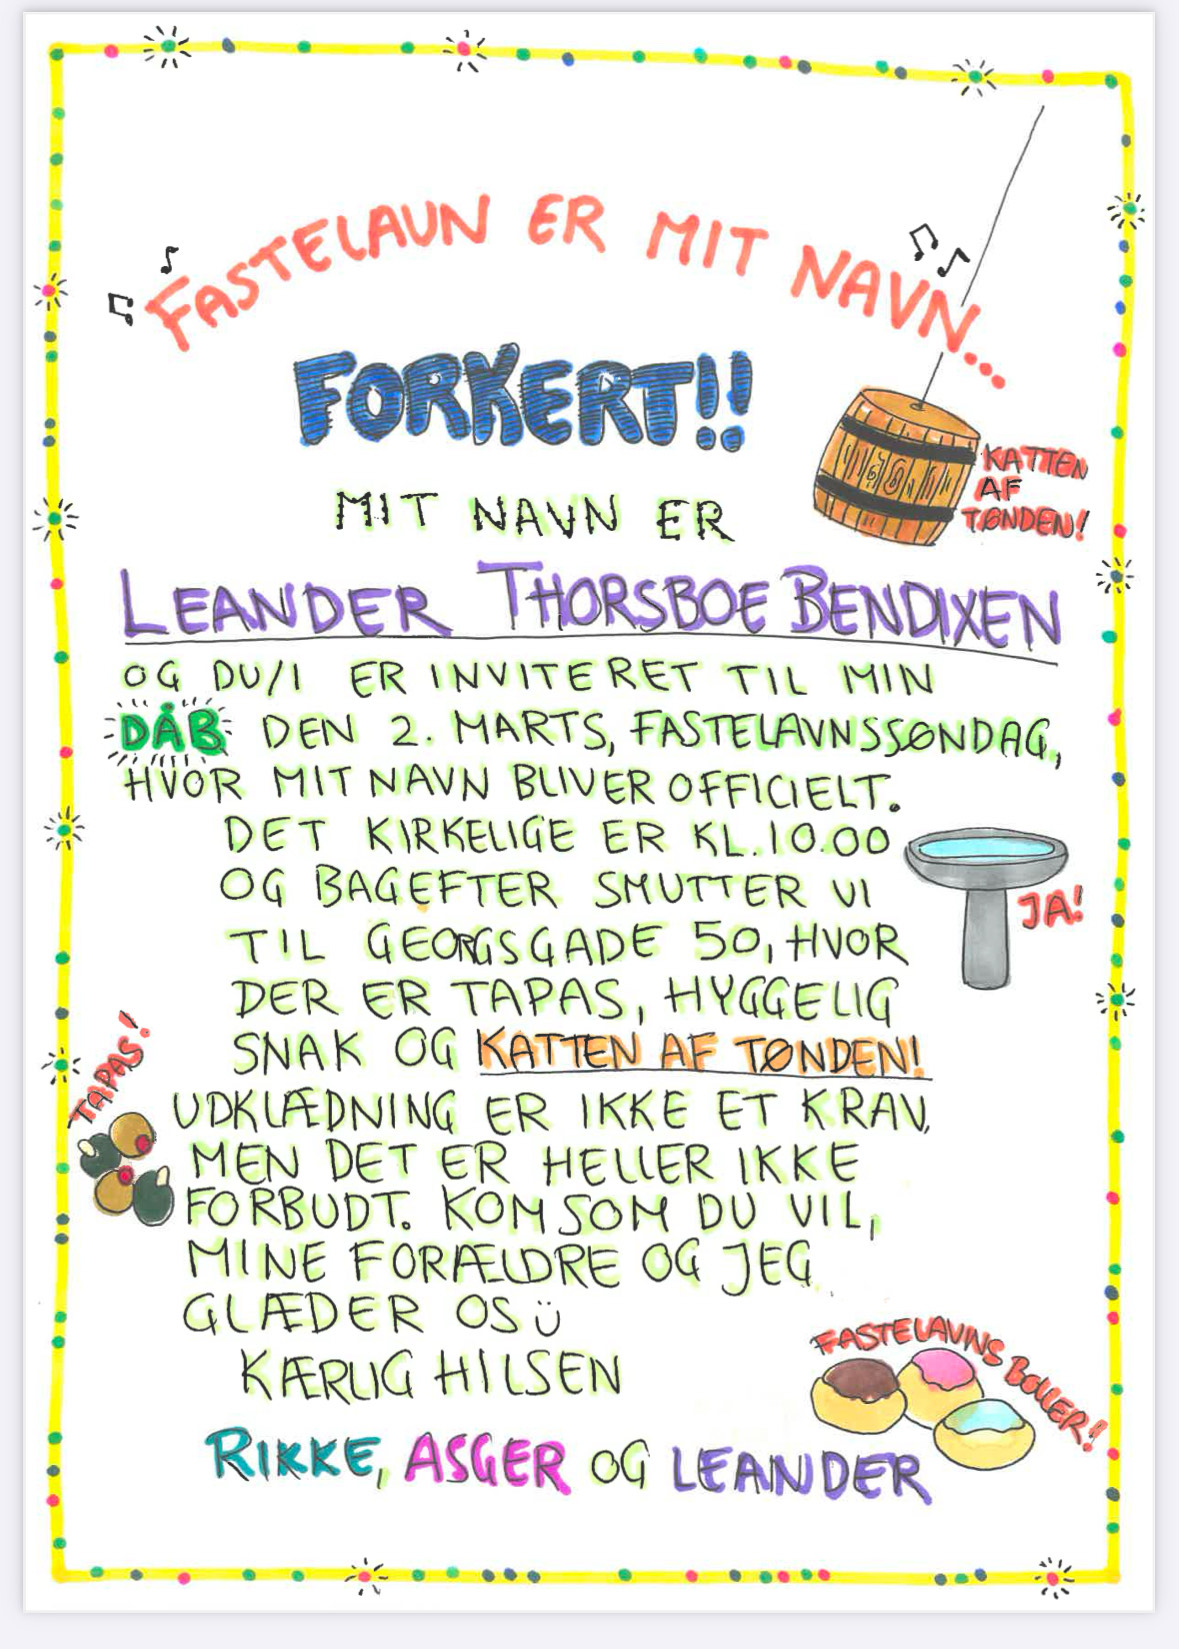 FASTELAUN ER MIT NAVN...
FORKERT!!
KATTEN
AF
TØNDEN!
MIT NAVN ER
LEANDER THORSBOE BENDIXEN
OG DU/I ER INVITERET TIL MIN
DÅB DEN 2. MARTS, FASTELAVNSSØNDAG,
HVOR MIT NAVN BLIVER OFFICIELT.
DET KIRKELIGE ER KL.10.00
OG BAGEFTER SMUTTER VI
JA!
TIL GEORGSGADE 50, HVOR
DER ER TAPAS, HYGGELIG
SNAK OG KATTEN AF TØNDEN!
TAPAS!
UDKLÆDNING ER IKKE ET KRAV,
MEN DET ER HELLER IKKE
FORBUDT. KOM SOM DU VIL,
MINE FORÆLDRE OG JEG
GLÆDER OS Ü
KÆRLIG HILSEN
FASTELAVNS BOLLER!
RIKKE, ASGER OG LEANDER